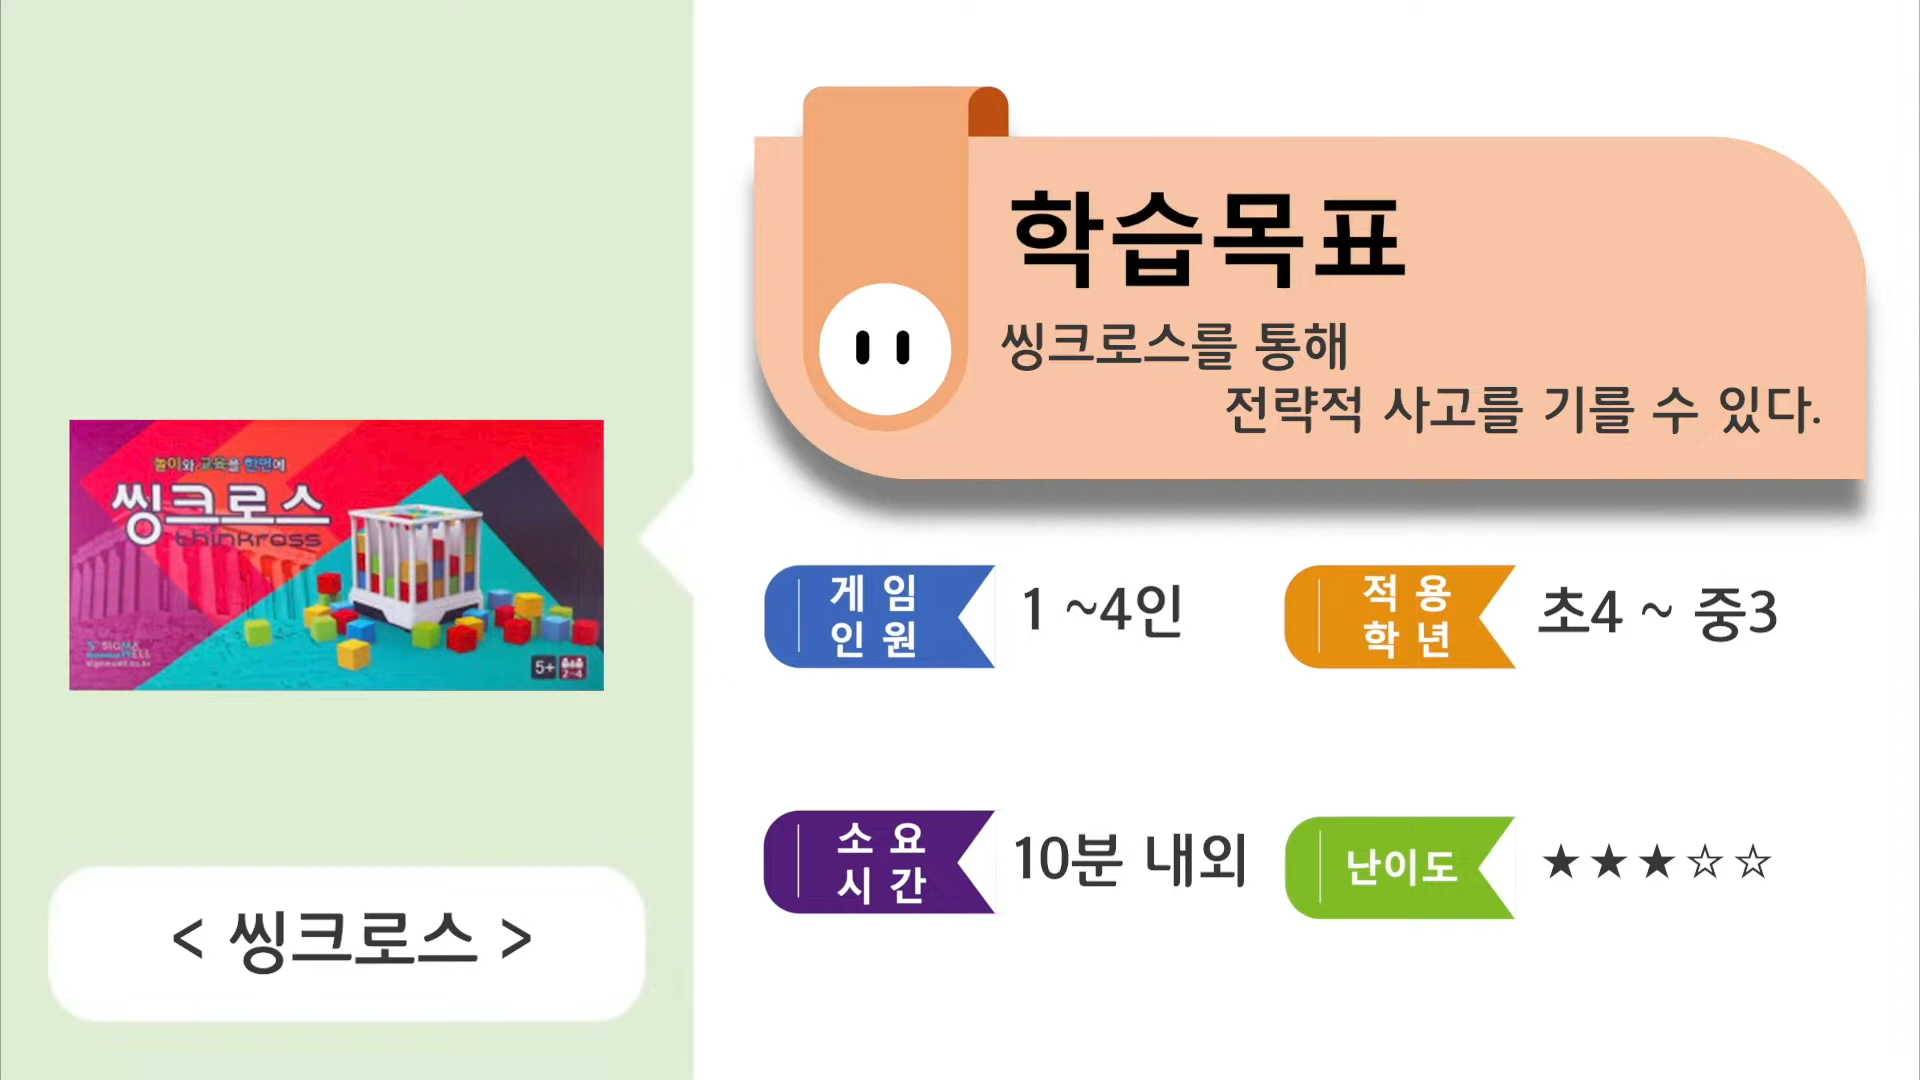 놀이와 교육을 한번에
씽크로스
thinkross
SIGMA
WELL
5+
2-4
< 씽크로스 >
학습목표
씽크로스를 통해
전략적 사고를 기를 수 있다.
게 임
인 원
1 ~4인
적 용
학 년
초4 ~ 중3
소 요
시 간
10분 내외
난이도
★★★☆☆